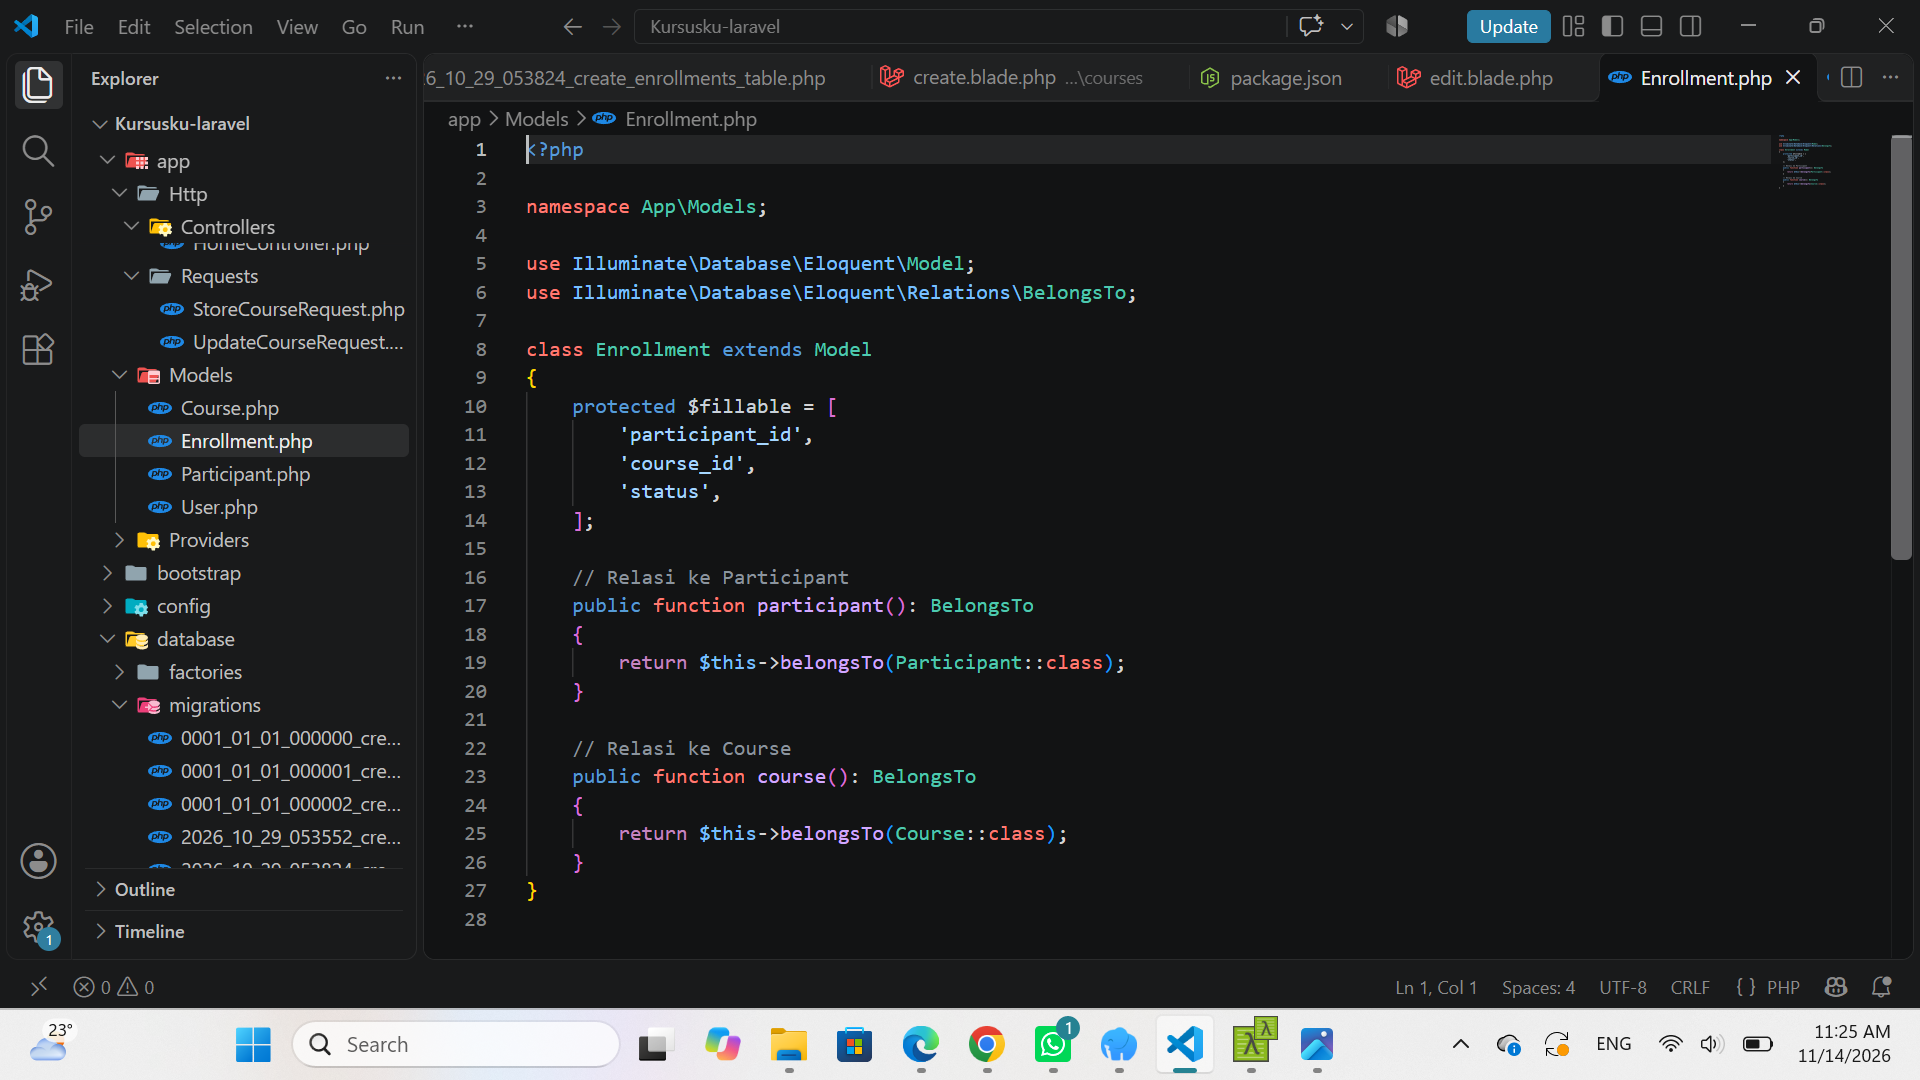 File Edit Selection View Go Run ···
Kursusku-laravel
Update
Explorer
_10_29_053824_create_enrollments_table.php
create.blade.php ...\courses
package.json
edit.blade.php
Enrollment.php
app > Models > Enrollment.php
Kursusku-laravel
app
Http
Controllers
HomeController.php
Requests
StoreCourseRequest.php
UpdateCourseRequest....
Models
Course.php
Enrollment.php
Participant.php
User.php
Providers
bootstrap
config
database
factories
migrations
0001_01_01_000000_cre...
0001_01_01_000001_cre...
0001_01_01_000002_cre...
2026_10_29_053552_cre...
2026_10_29_053824_cre...
Outline
Timeline
1 <?php
2
3 namespace App\Models;
4
5 use Illuminate\Database\Eloquent\Model;
6 use Illuminate\Database\Eloquent\Relations\BelongsTo;
7
8 class Enrollment extends Model
9 {
10 protected $fillable = [
11 'participant_id',
12 'course_id',
13 'status',
14 ];
15
16 // Relasi ke Participant
17 public function participant(): BelongsTo
18 {
19 return $this->belongsTo(Participant::class);
20 }
21
22 // Relasi ke Course
23 public function course(): BelongsTo
24 {
25 return $this->belongsTo(Course::class);
26 }
27 }
28
1
0 0
Ln 1, Col 1 Spaces: 4 UTF-8 CRLF { } PHP
23°
Search
1
ENG
11:25 AM
11/14/2026